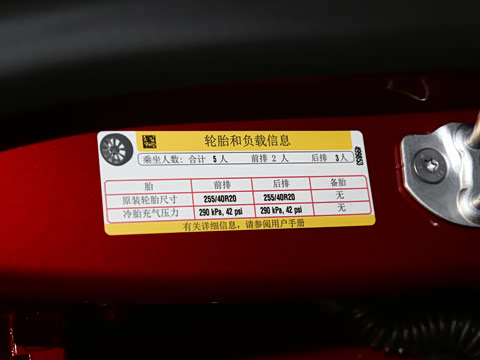 轮胎和负载信息
乘坐人数: 合计 5 人 前排 2 人 后排 3 人
胎 前排 后排 备胎
原装轮胎尺寸 255/40R20 255/40R20 无
冷胎充气压力 290 kPa, 42 psi 290 kPa, 42 psi 无
有关详细信息, 请参阅用户手册